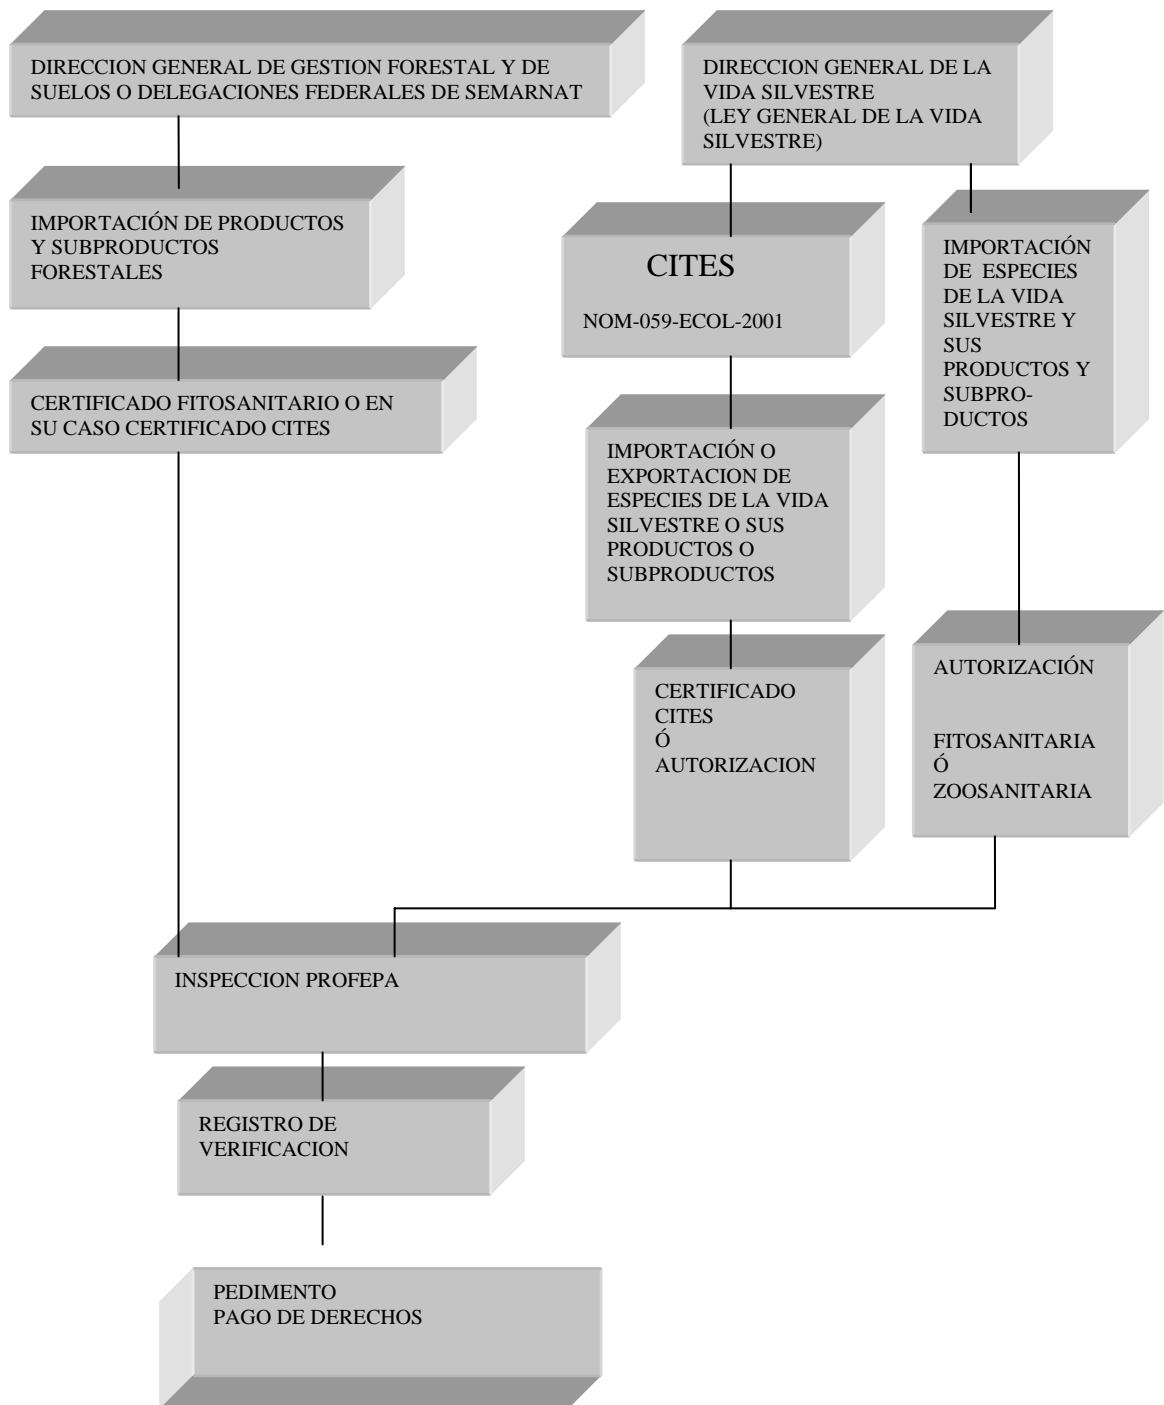 DIRECCION GENERAL DE GESTION FORESTAL Y DE
SUELOS O DELEGACIONES FEDERALES DE SEMARNAT
DIRECCION GENERAL DE LA
VIDA SILVESTRE
(LEY GENERAL DE LA VIDA
SILVESTRE)
IMPORTACIÓN DE PRODUCTOS
Y SUBPRODUCTOS
FORESTALES
CITES
NOM-059-ECOL-2001
IMPORTACIÓN
DE ESPECIES
DE LA VIDA
SILVESTRE Y
SUS
PRODUCTOS Y
SUBPRO-
DUCTOS
CERTIFICADO FITOSANITARIO O EN
SU CASO CERTIFICADO CITES
IMPORTACIÓN O
EXPORTACION DE
ESPECIES DE LA VIDA
SILVESTRE O SUS
PRODUCTOS O
SUBPRODUCTOS
CERTIFICADO
CITES
Ó
AUTORIZACION
AUTORIZACIÓN
FITOSANITARIA
Ó
ZOOSANITARIA
INSPECCION PROFEPA
REGISTRO DE
VERIFICACION
PEDIMENTO
PAGO DE DERECHOS